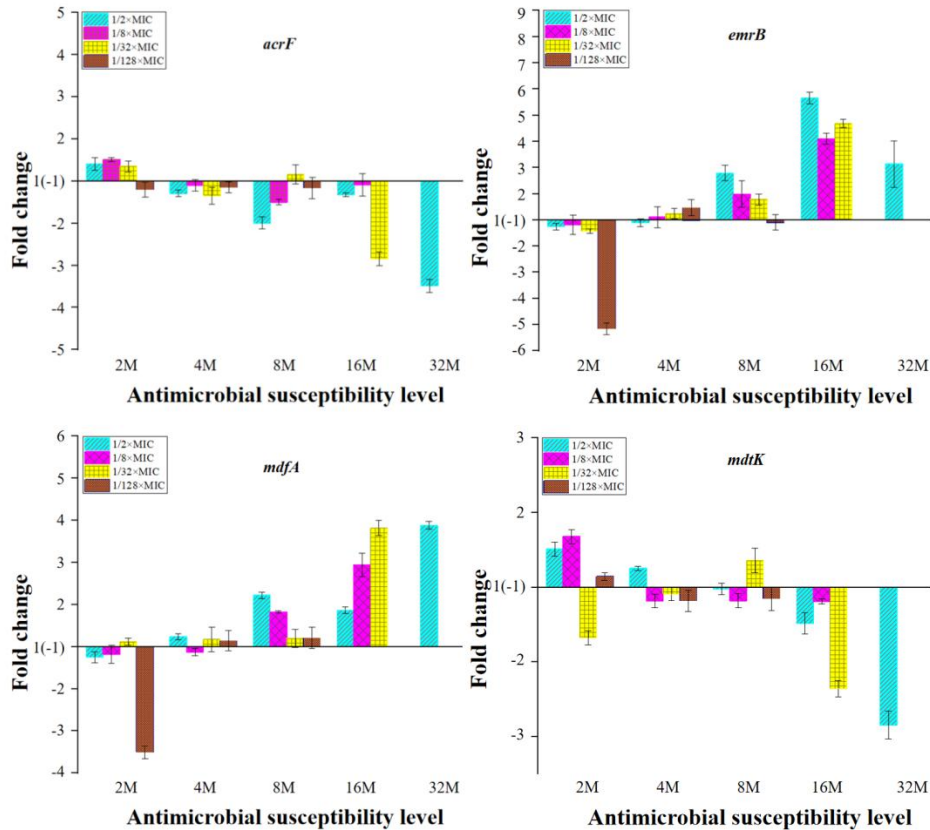 1/2×MIC
1/8×MIC
1/32×MIC
1/128×MIC
acrF
5
4
3
2
1(-1)
-2
-3
-4
-5
Fold change
2M 4M 8M 16M 32M
Antimicrobial susceptibility level
1/2×MIC
1/8×MIC
1/32×MIC
1/128×MIC
emrB
9
8
7
6
5
4
3
2
1(-1)
-2
-3
-4
-5
-6
Fold change
2M 4M 8M 16M 32M
Antimicrobial susceptibility level
1/2×MIC
1/8×MIC
1/32×MIC
1/128×MIC
mdfA
6
5
4
3
2
1(-1)
-2
-3
-4
Fold change
2M 4M 8M 16M 32M
Antimicrobial susceptibility level
1/2×MIC
1/8×MIC
1/32×MIC
1/128×MIC
mdtK
3
2
01(-1)
-2
-3
Fold change
2M 4M 8M 16M 32M
Antimicrobial susceptibility level